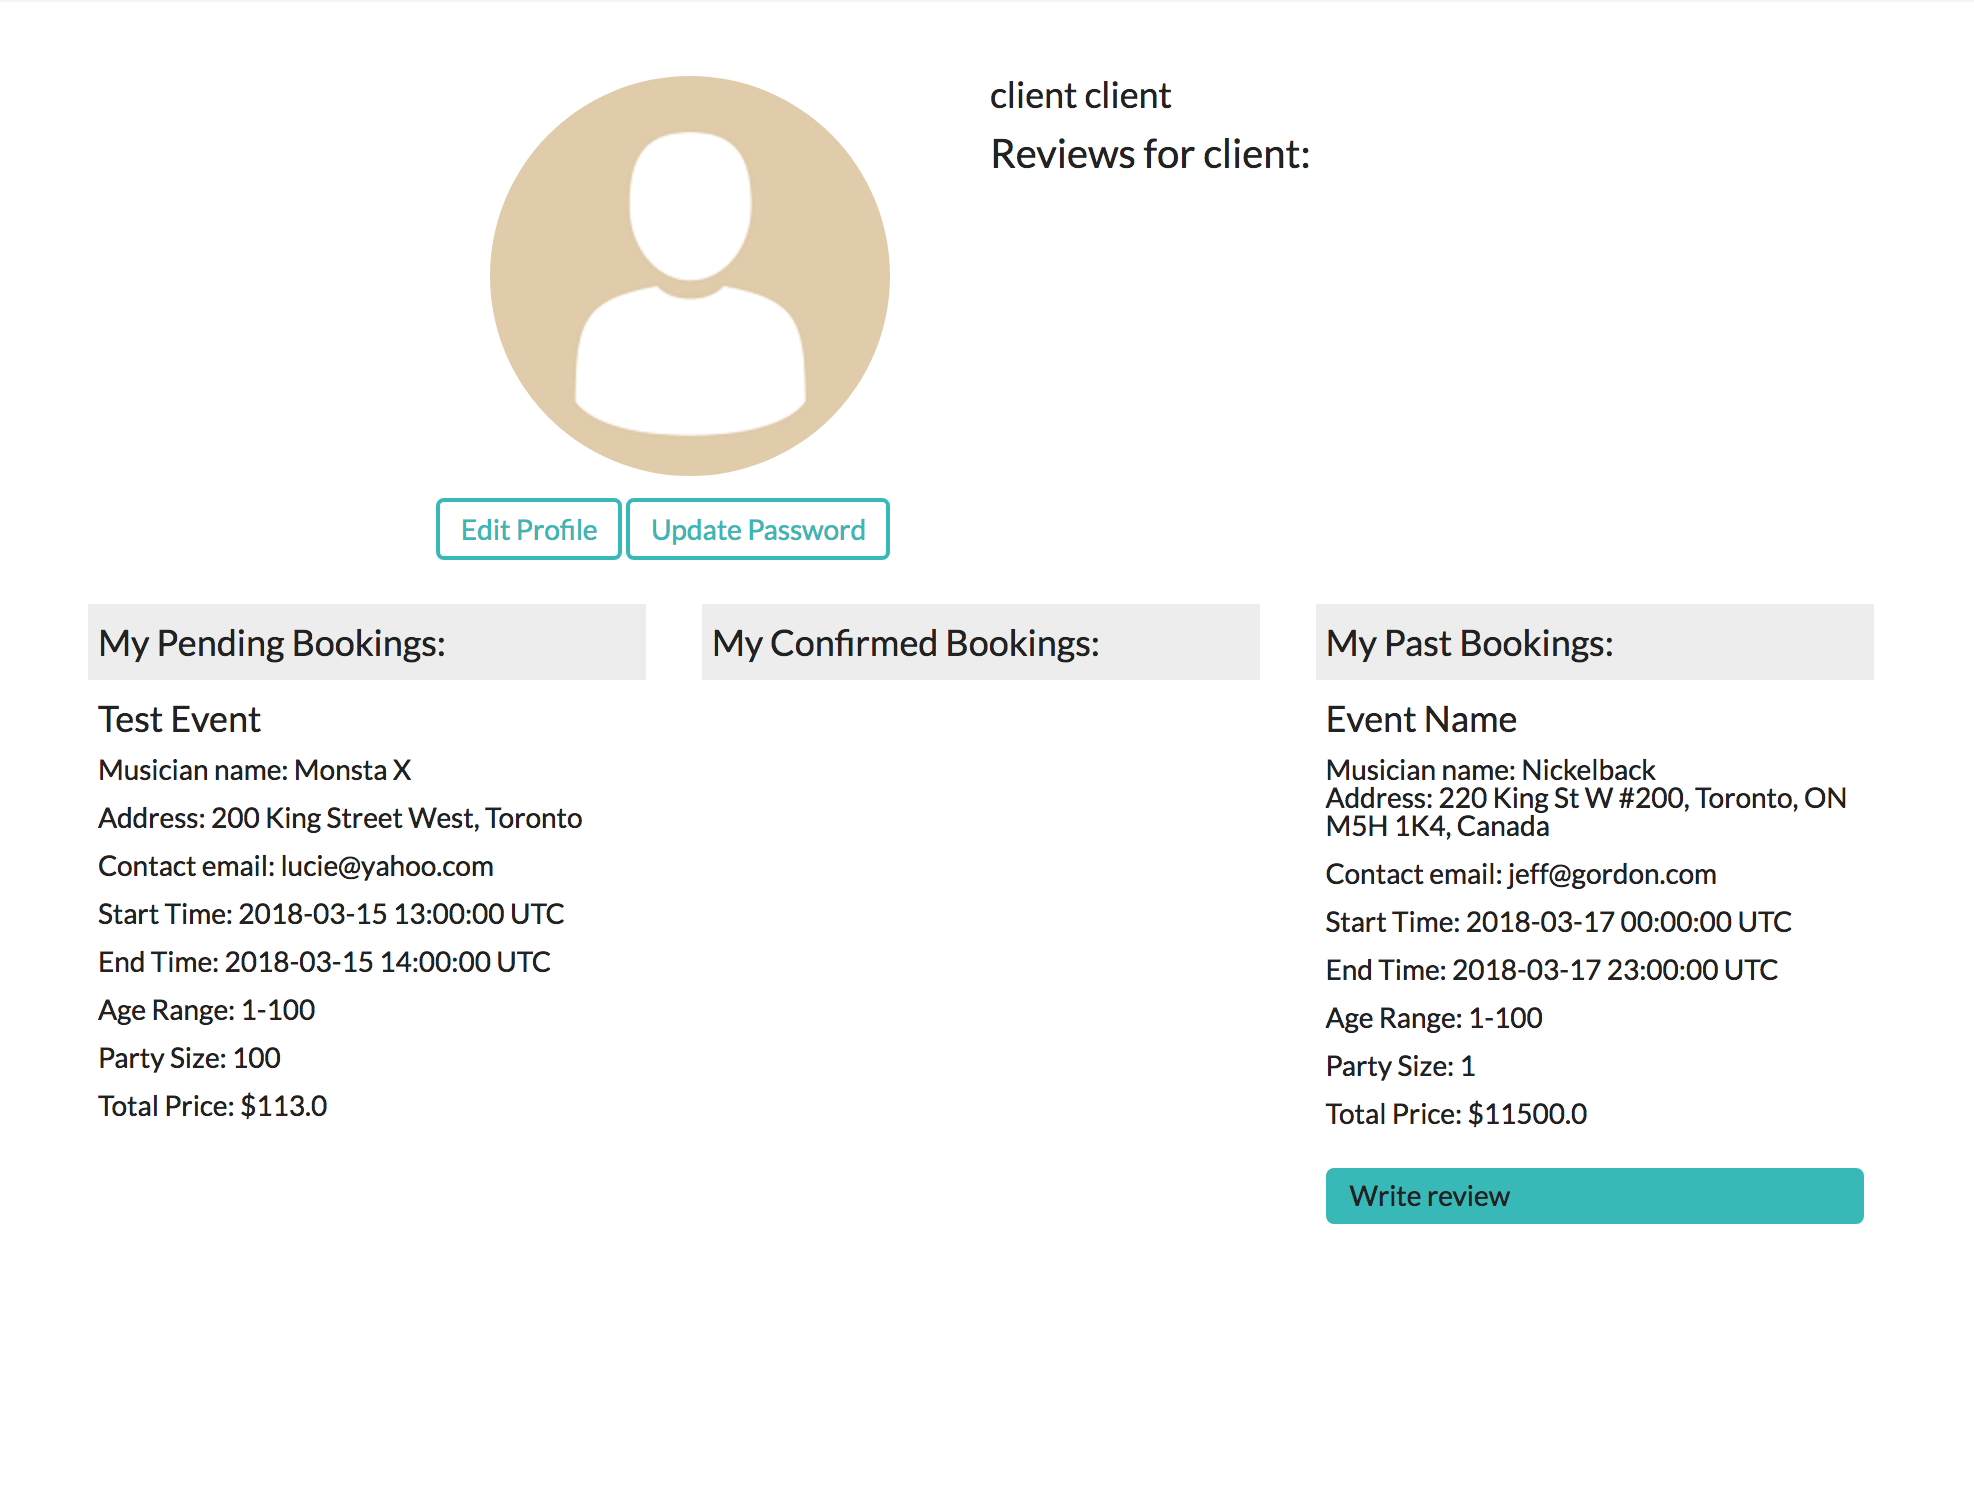 client client
Reviews for client:
Edit Profile
Update Password
My Pending Bookings:
Test Event
Musician name: Monsta X
Address: 200 King Street West, Toronto
Contact email: lucie@yahoo.com
Start Time: 2018-03-15 13:00:00 UTC
End Time: 2018-03-15 14:00:00 UTC
Age Range: 1-100
Party Size: 100
Total Price: $113.0
My Confirmed Bookings:
My Past Bookings:
Event Name
Musician name: Nickelback
Address: 220 King St W #200, Toronto, ON
M5H 1K4, Canada
Contact email: jeff@gordon.com
Start Time: 2018-03-17 00:00:00 UTC
End Time: 2018-03-17 23:00:00 UTC
Age Range: 1-100
Party Size: 1
Total Price: $11500.0
Write review